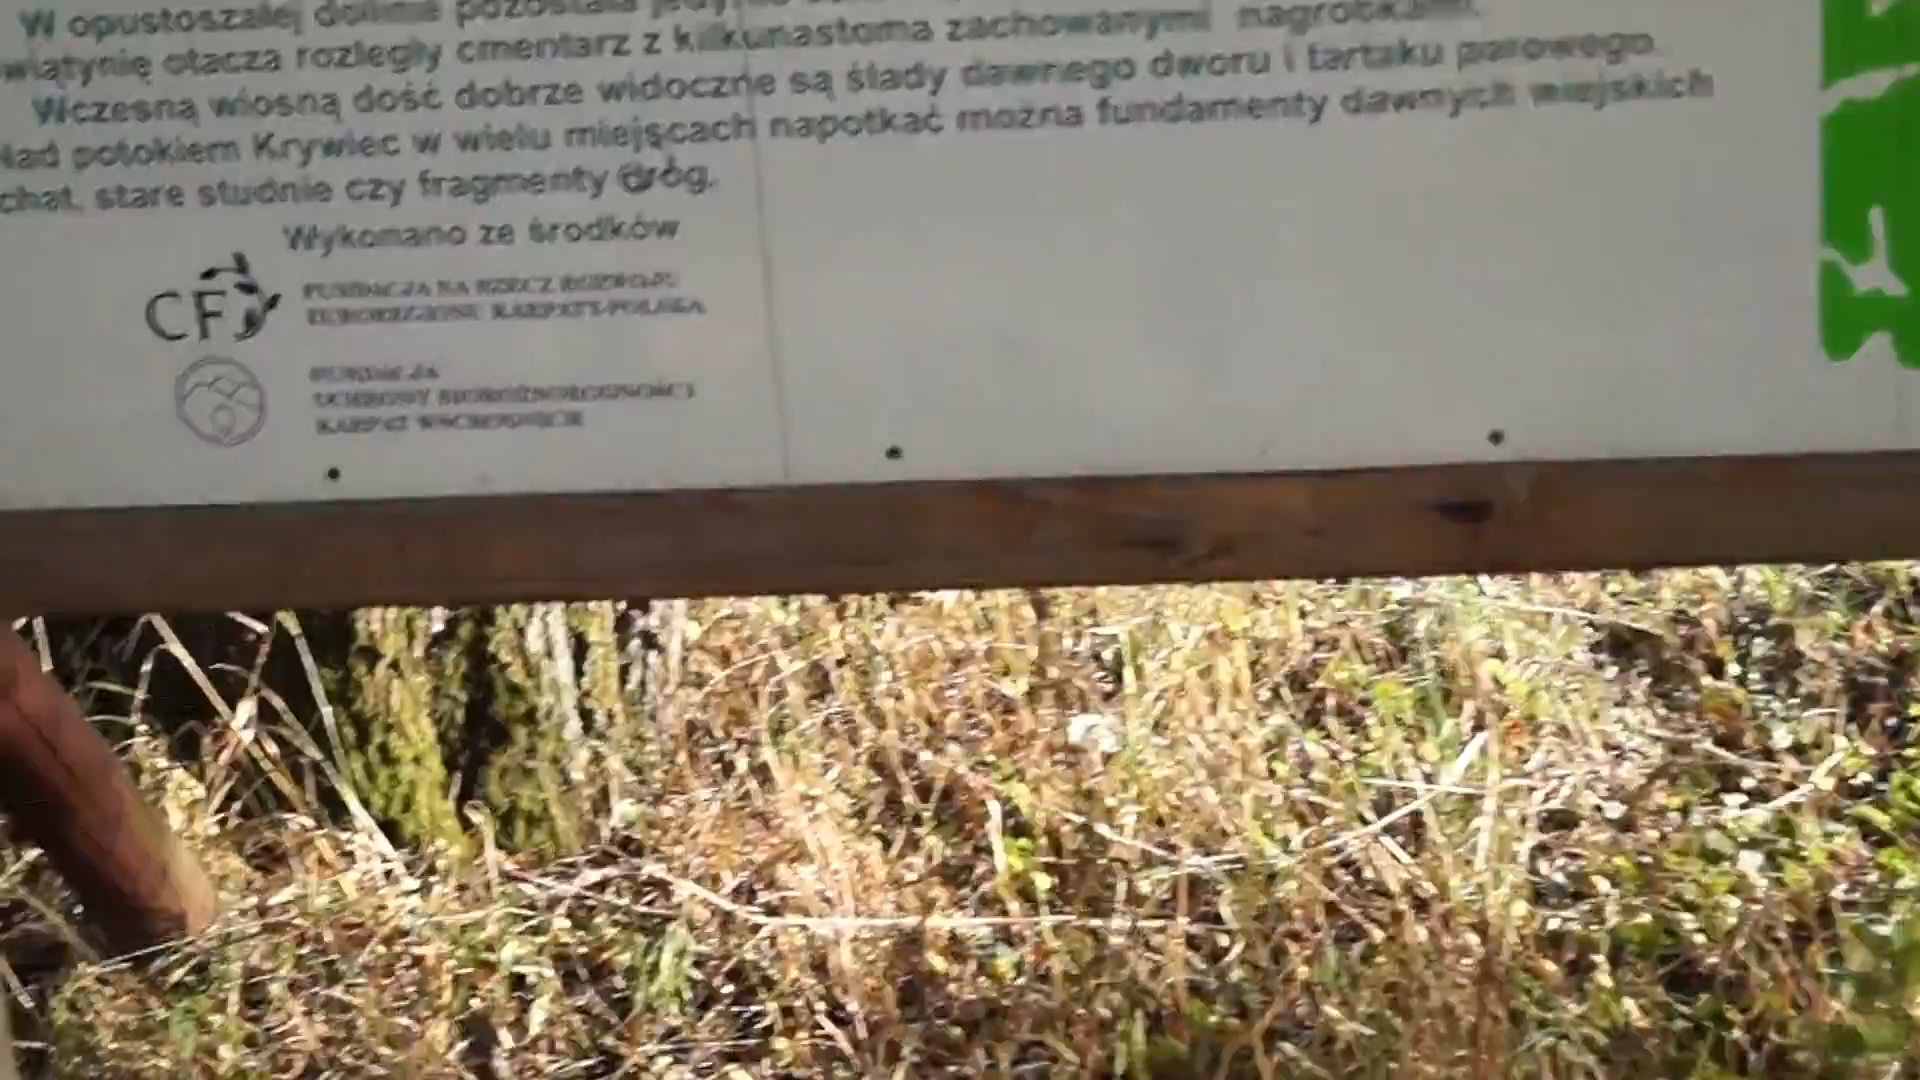 W opustoszałej dolinie pozostała
wiątynię otacza rozległy cmentarz z kilkunastoma zachowanymi nagrobkami.
Wczesną wiosną dość dobrze widoczne są ślady dawnego dworu i tartaku parowego.
Nad potokiem Krywiec w wielu miejscach napotkać można fundamenty dawnych wiejskich
chat, stare studnie czy fragmenty dróg.
Wykonano ze środków
CF
FUNDACJA NA RZECZ ROZWOJU
EUROREGIONU KARPATY-POLSKA
FUNDACJA
OCHRONY BIORÓŻNORODNOŚCI
KARPAT WSCHODNICH